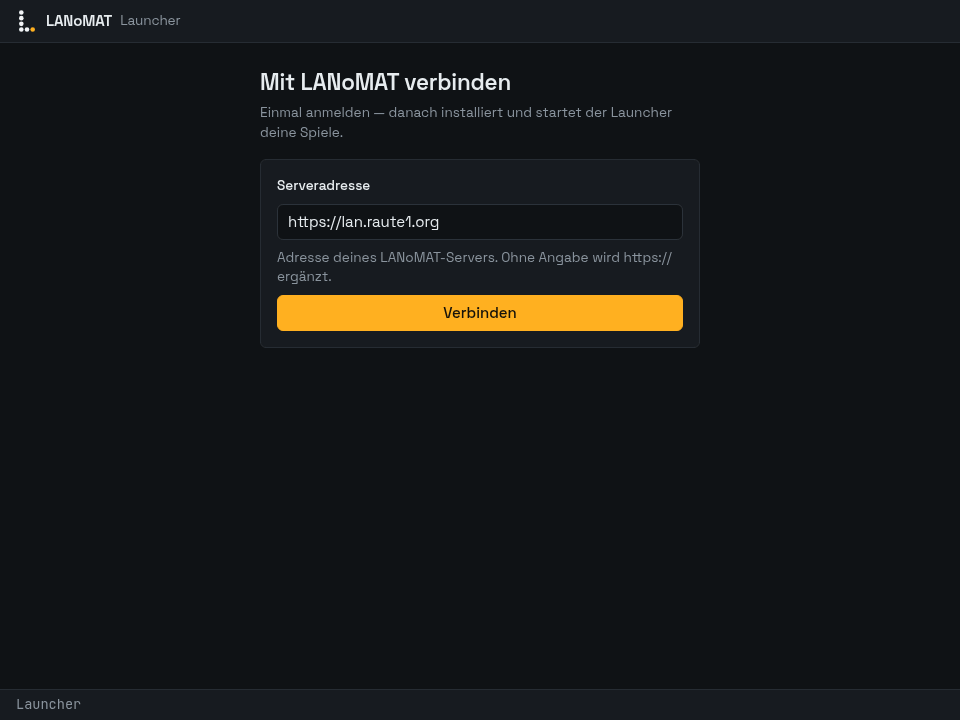 LANoMAT Launcher
Mit LANoMAT verbinden
Einmal anmelden — danach installiert und startet der Launcher
deine Spiele.
Serveradresse
https://lan.raute1.org
Adresse deines LANoMAT-Servers. Ohne Angabe wird https://
ergänzt.
Verbinden
Launcher